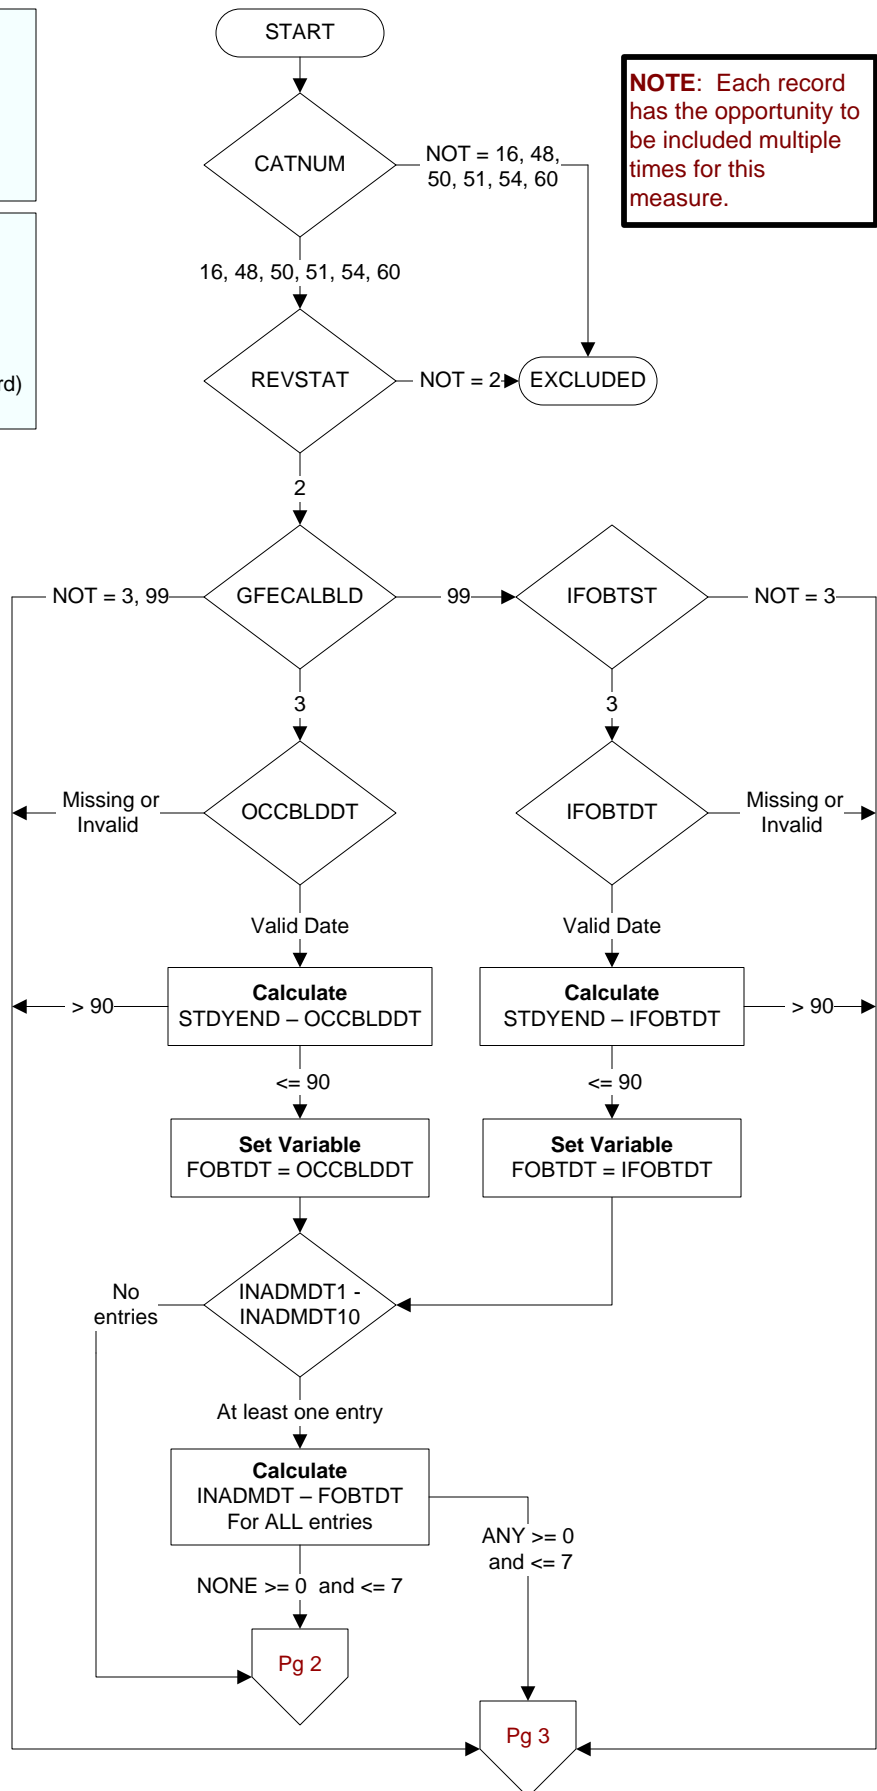 START
NOTE: Each record
has the opportunity to
be included multiple
times for this
measure.
CATNUM
NOT = 16, 48,
50, 51, 54, 60
16, 48, 50, 51, 54, 60
rd)
REVSTAT
NOT = 2
EXCLUDED
2
NOT = 3, 99
GFECALBLD
99
IFOBTST
NOT = 3
3
3
Missing or
Invalid
OCCBLDDT
IFOBTDT
Missing or
Invalid
Valid Date
Valid Date
> 90
Calculate
STDYEND – OCCBLDDT
Calculate
STDYEND – IFOBTDT
> 90
<= 90
<= 90
Set Variable
FOBTDT = OCCBLDDT
Set Variable
FOBTDT = IFOBTDT
No
entries
INADMDT1 -
INADMDT10
At least one entry
Calculate
INADMDT – FOBTDT
For ALL entries
ANY >= 0
and <= 7
NONE >= 0 and <= 7
Pg 2
Pg 3